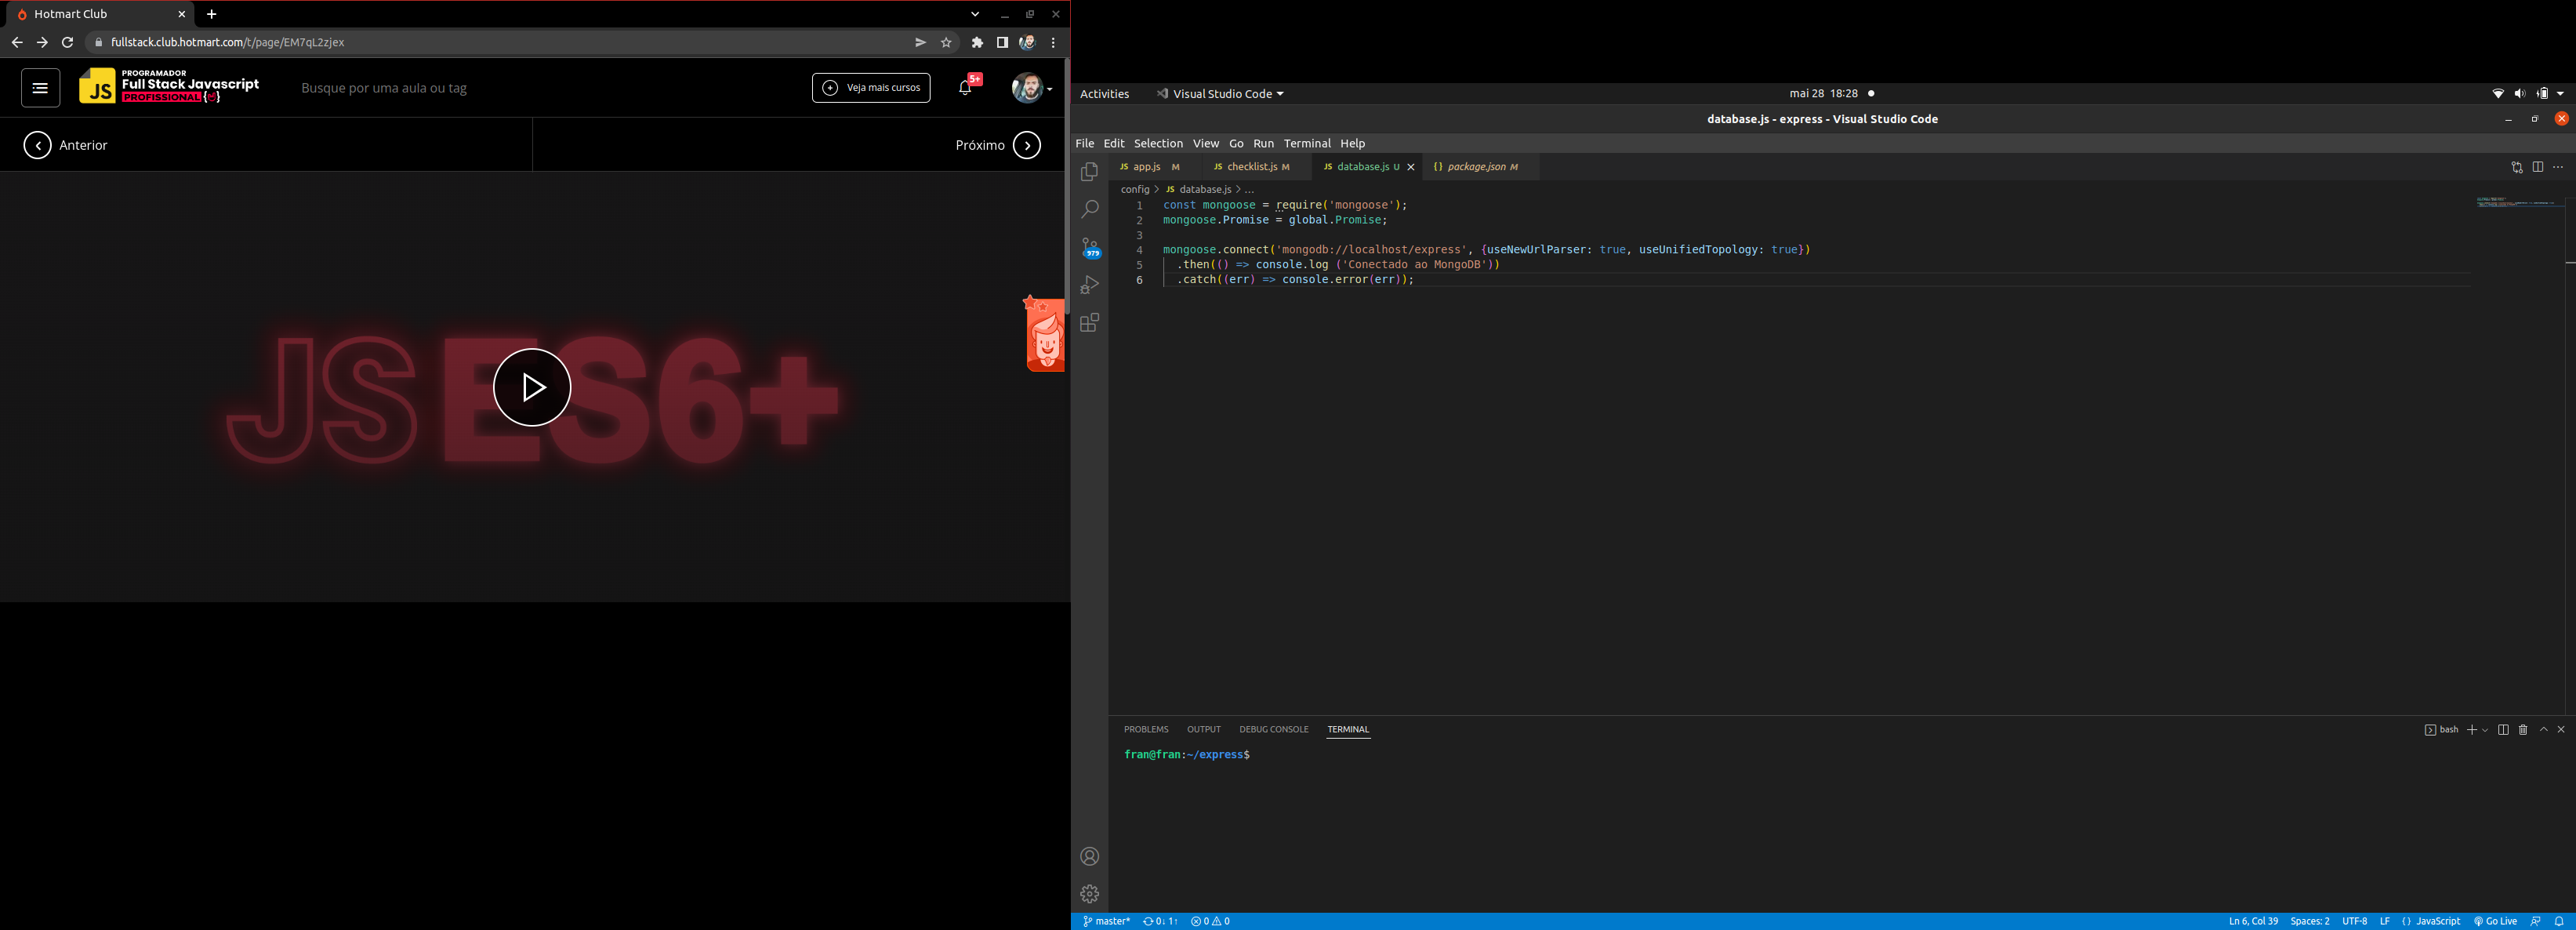 Hotmart Club
fullstack.club.hotmart.com/t/page/EM7qL2zjex
JS
PROGRAMADOR
Full Stack Javascript
PROFISSIONAL
Busque por uma aula ou tag
Veja mais cursos
5+
Anterior
Próximo
JS ES6+
Activities
Visual Studio Code
mai 28 18:28
database.js - express - Visual Studio Code
File Edit Selection View Go Run Terminal Help
JS app.js M
JS checklist.js M
JS database.js U
{} package.json M
config > JS database.js > ...
1 const mongoose = require('mongoose');
2 mongoose.Promise = global.Promise;
3
4 mongoose.connect('mongodb://localhost/express', {useNewUrlParser: true, useUnifiedTopology: true})
5 .then(() => console.log ('Conectado ao MongoDB'))
6 .catch((err) => console.error(err));
979
PROBLEMS OUTPUT DEBUG CONSOLE TERMINAL
bash
fran@fran:~/express$
master* 0↓ 1↑ 0 0
Ln 6, Col 39 Spaces: 2 UTF-8 LF {} JavaScript Go Live